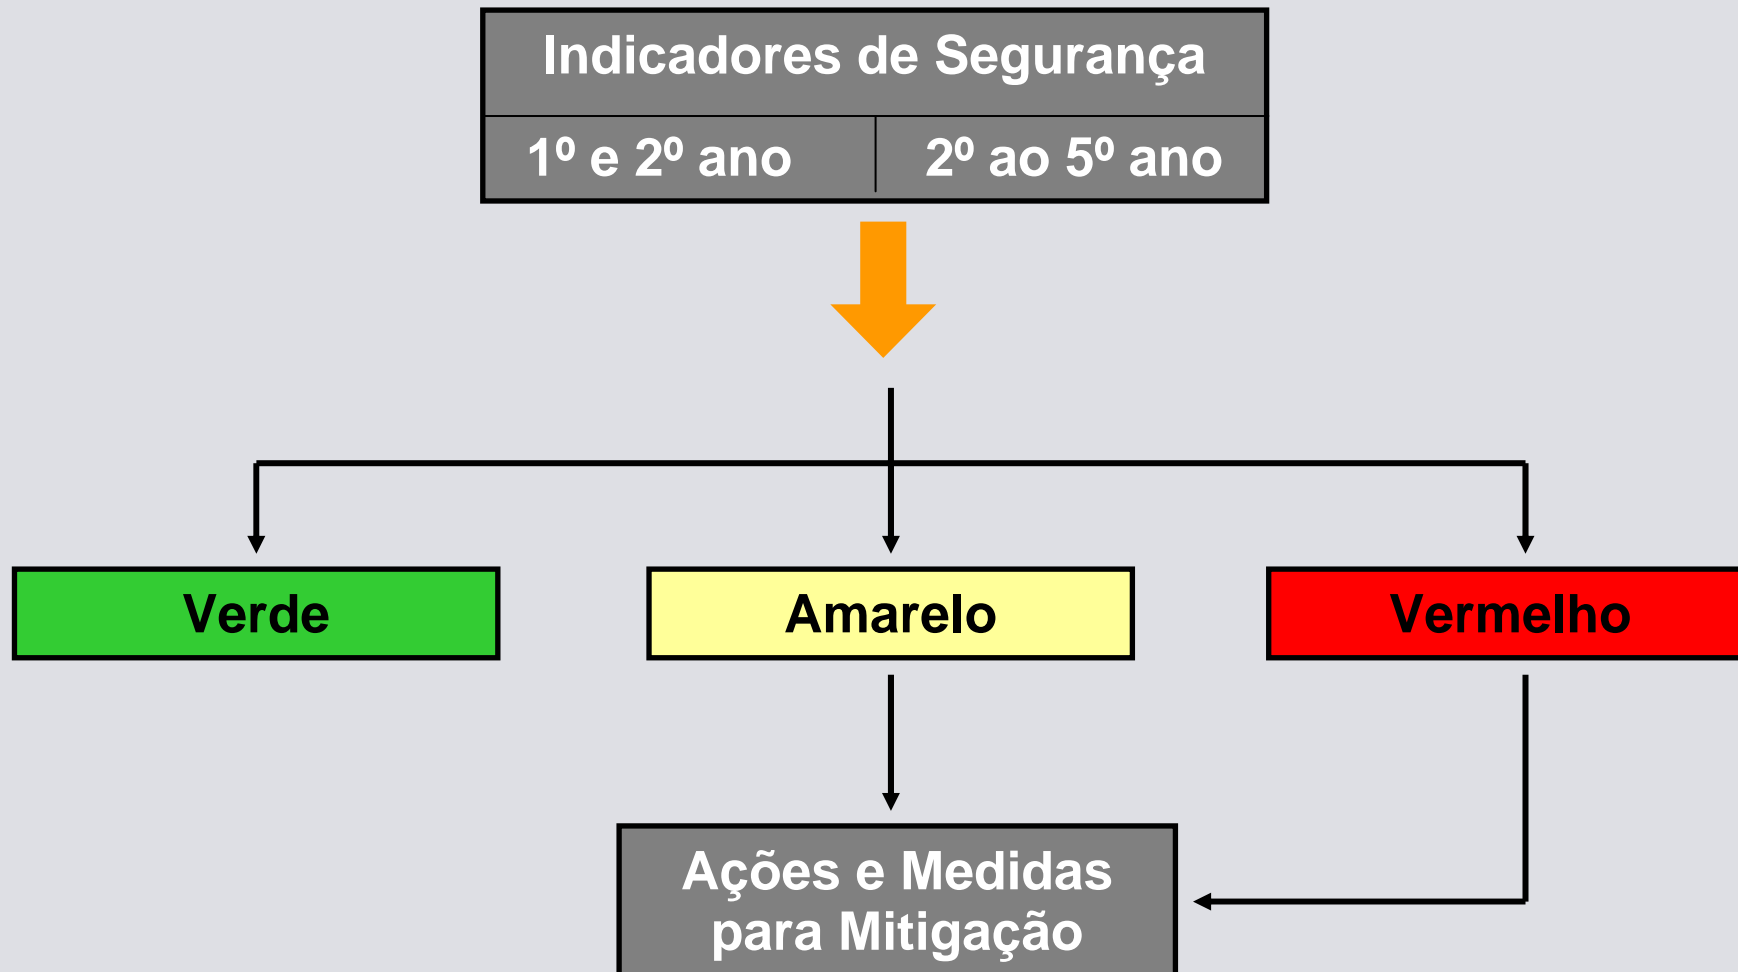 Indicadores de Segurança
1º e 2º ano
2º ao 5º ano
Verde
Amarelo
Vermelho
Ações e Medidas
para Mitigação